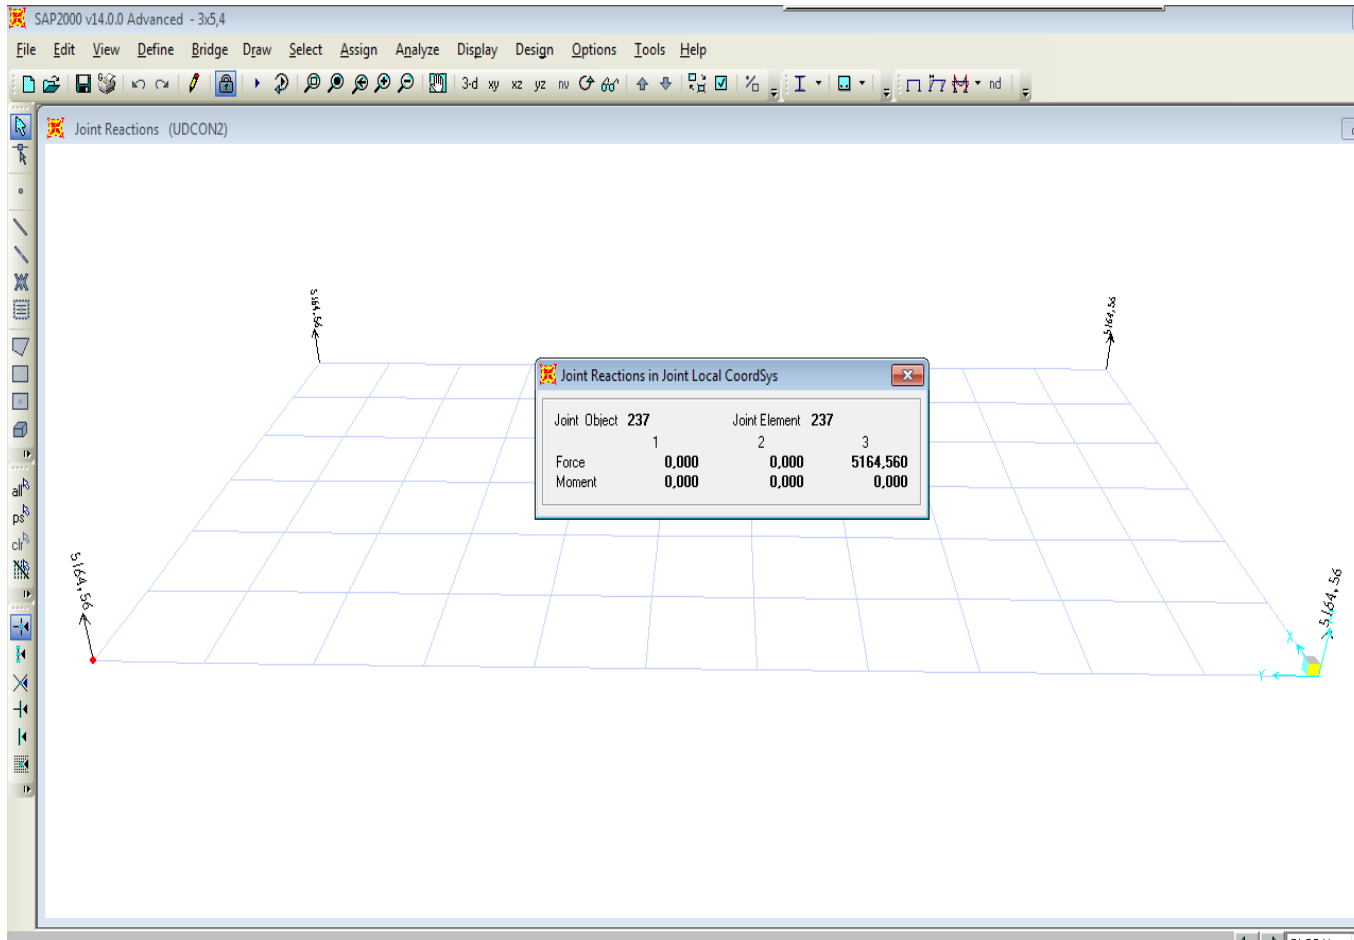 SAP2000 v14.0.0 Advanced - 3x5,4
File Edit View Define Bridge Draw Select Assign Analyze Display Design Options Tools Help
3-d xy xz yz nv nd
Joint Reactions (UDCON2)
5164,56
5164,56
Joint Reactions in Joint Local CoordSys
Joint Object 237 Joint Element 237
1 2 3
Force 0,000 0,000 5164,560
Moment 0,000 0,000 0,000
all
ps
clr
5164,56
5164,56
X
Y